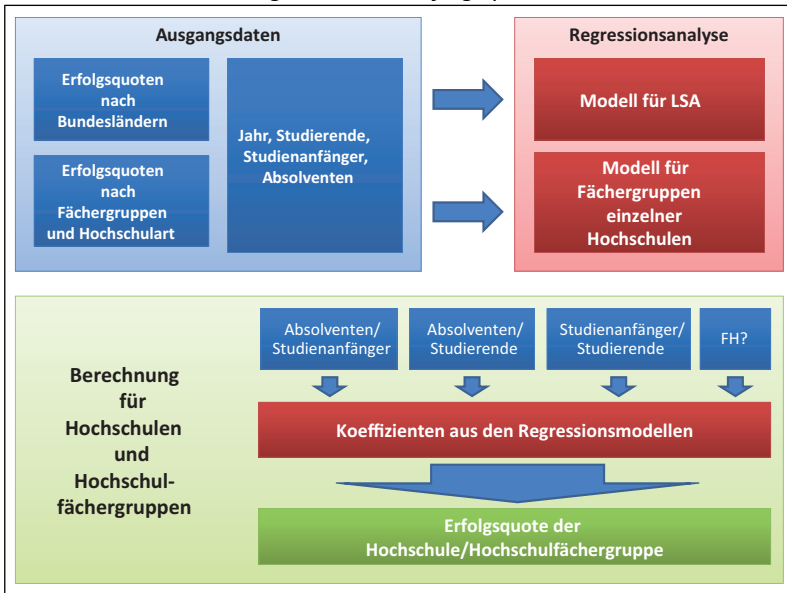 Ausgangsdaten
Erfolgsquoten
nach
Bundesländern
Erfolgsquoten
nach
Fächergruppen
und Hochschulart
Jahr, Studierende,
Studienanfänger,
Absolventen
Regressionsanalyse
Modell für LSA
Modell für
Fächergruppen
einzelner
Hochschulen
Berechnung
für
Hochschulen
und
Hochschul-
fächergruppen
Absolventen/
Studienanfänger
Absolventen/
Studierende
Studienanfänger/
Studierende
FH?
Koeffizienten aus den Regressionsmodellen
Erfolgsquote der
Hochschule/Hochschulfächergruppe